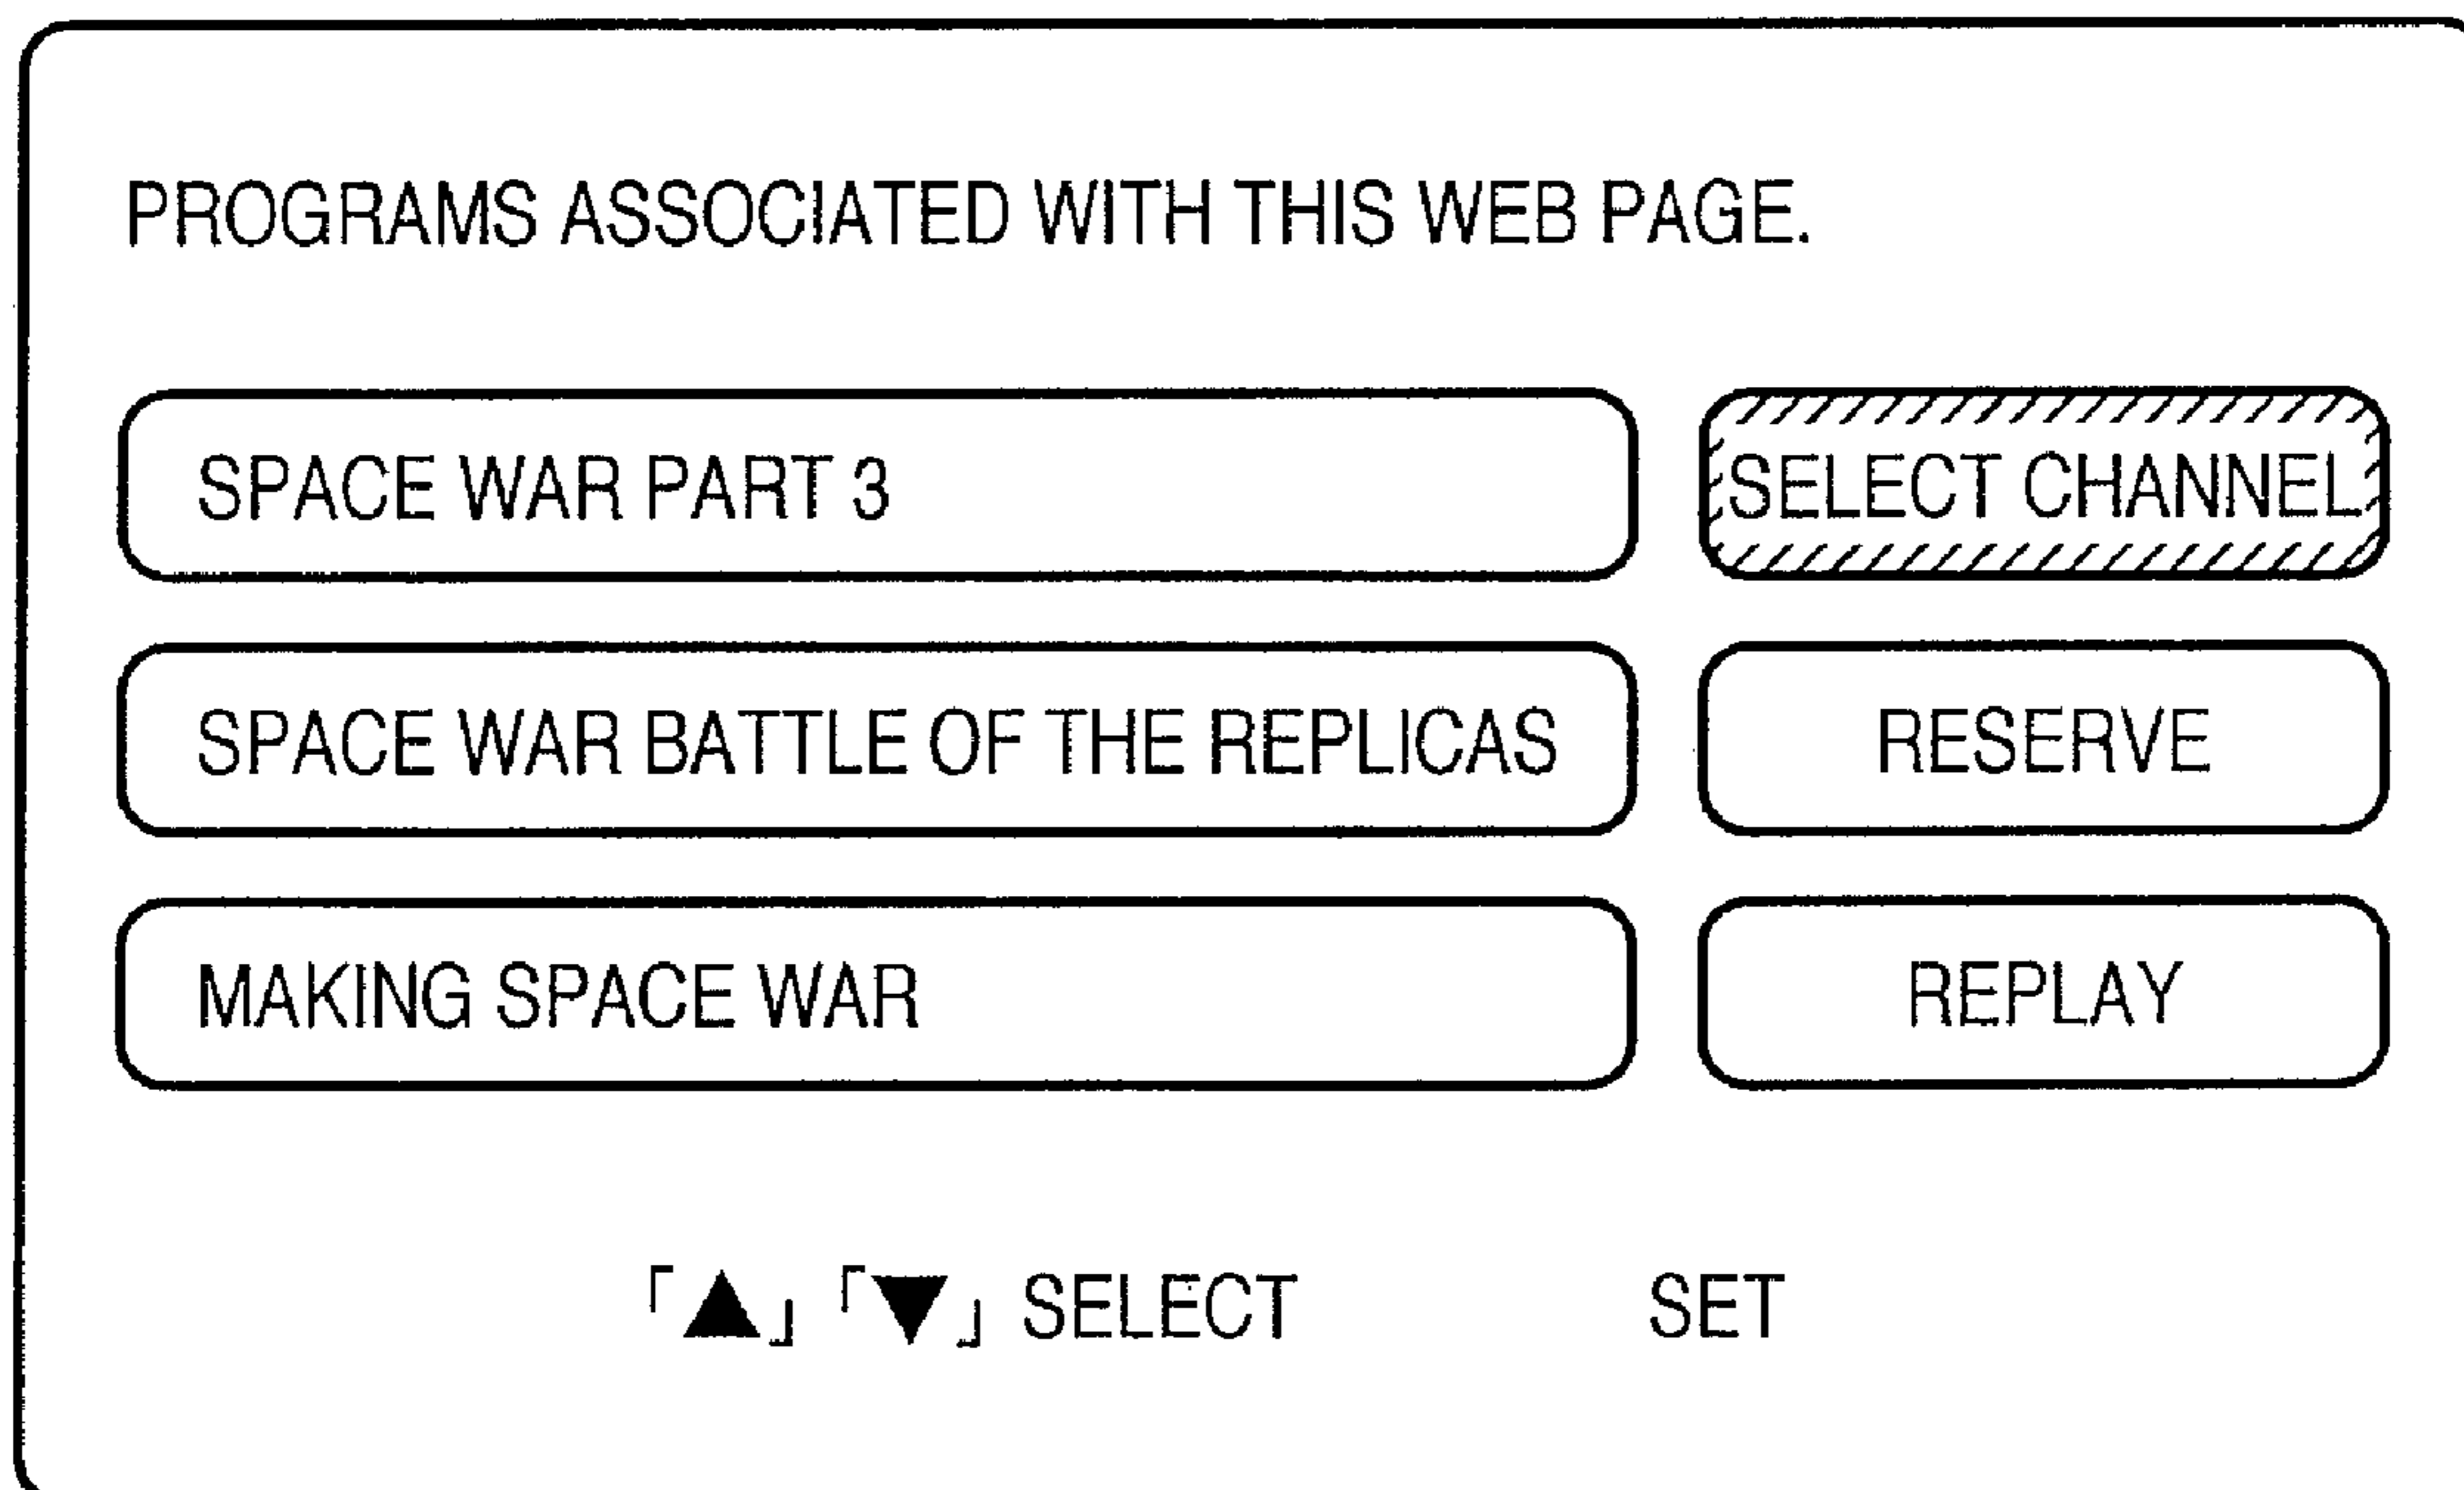 PROGRAMS ASSOCIATED WITH THIS WEB PAGE.
SPACE WAR PART 3 SELECT CHANNEL
SPACE WAR BATTLE OF THE REPLICAS RESERVE
MAKING SPACE WAR REPLAY
「▲」 「▼」 SELECT SET